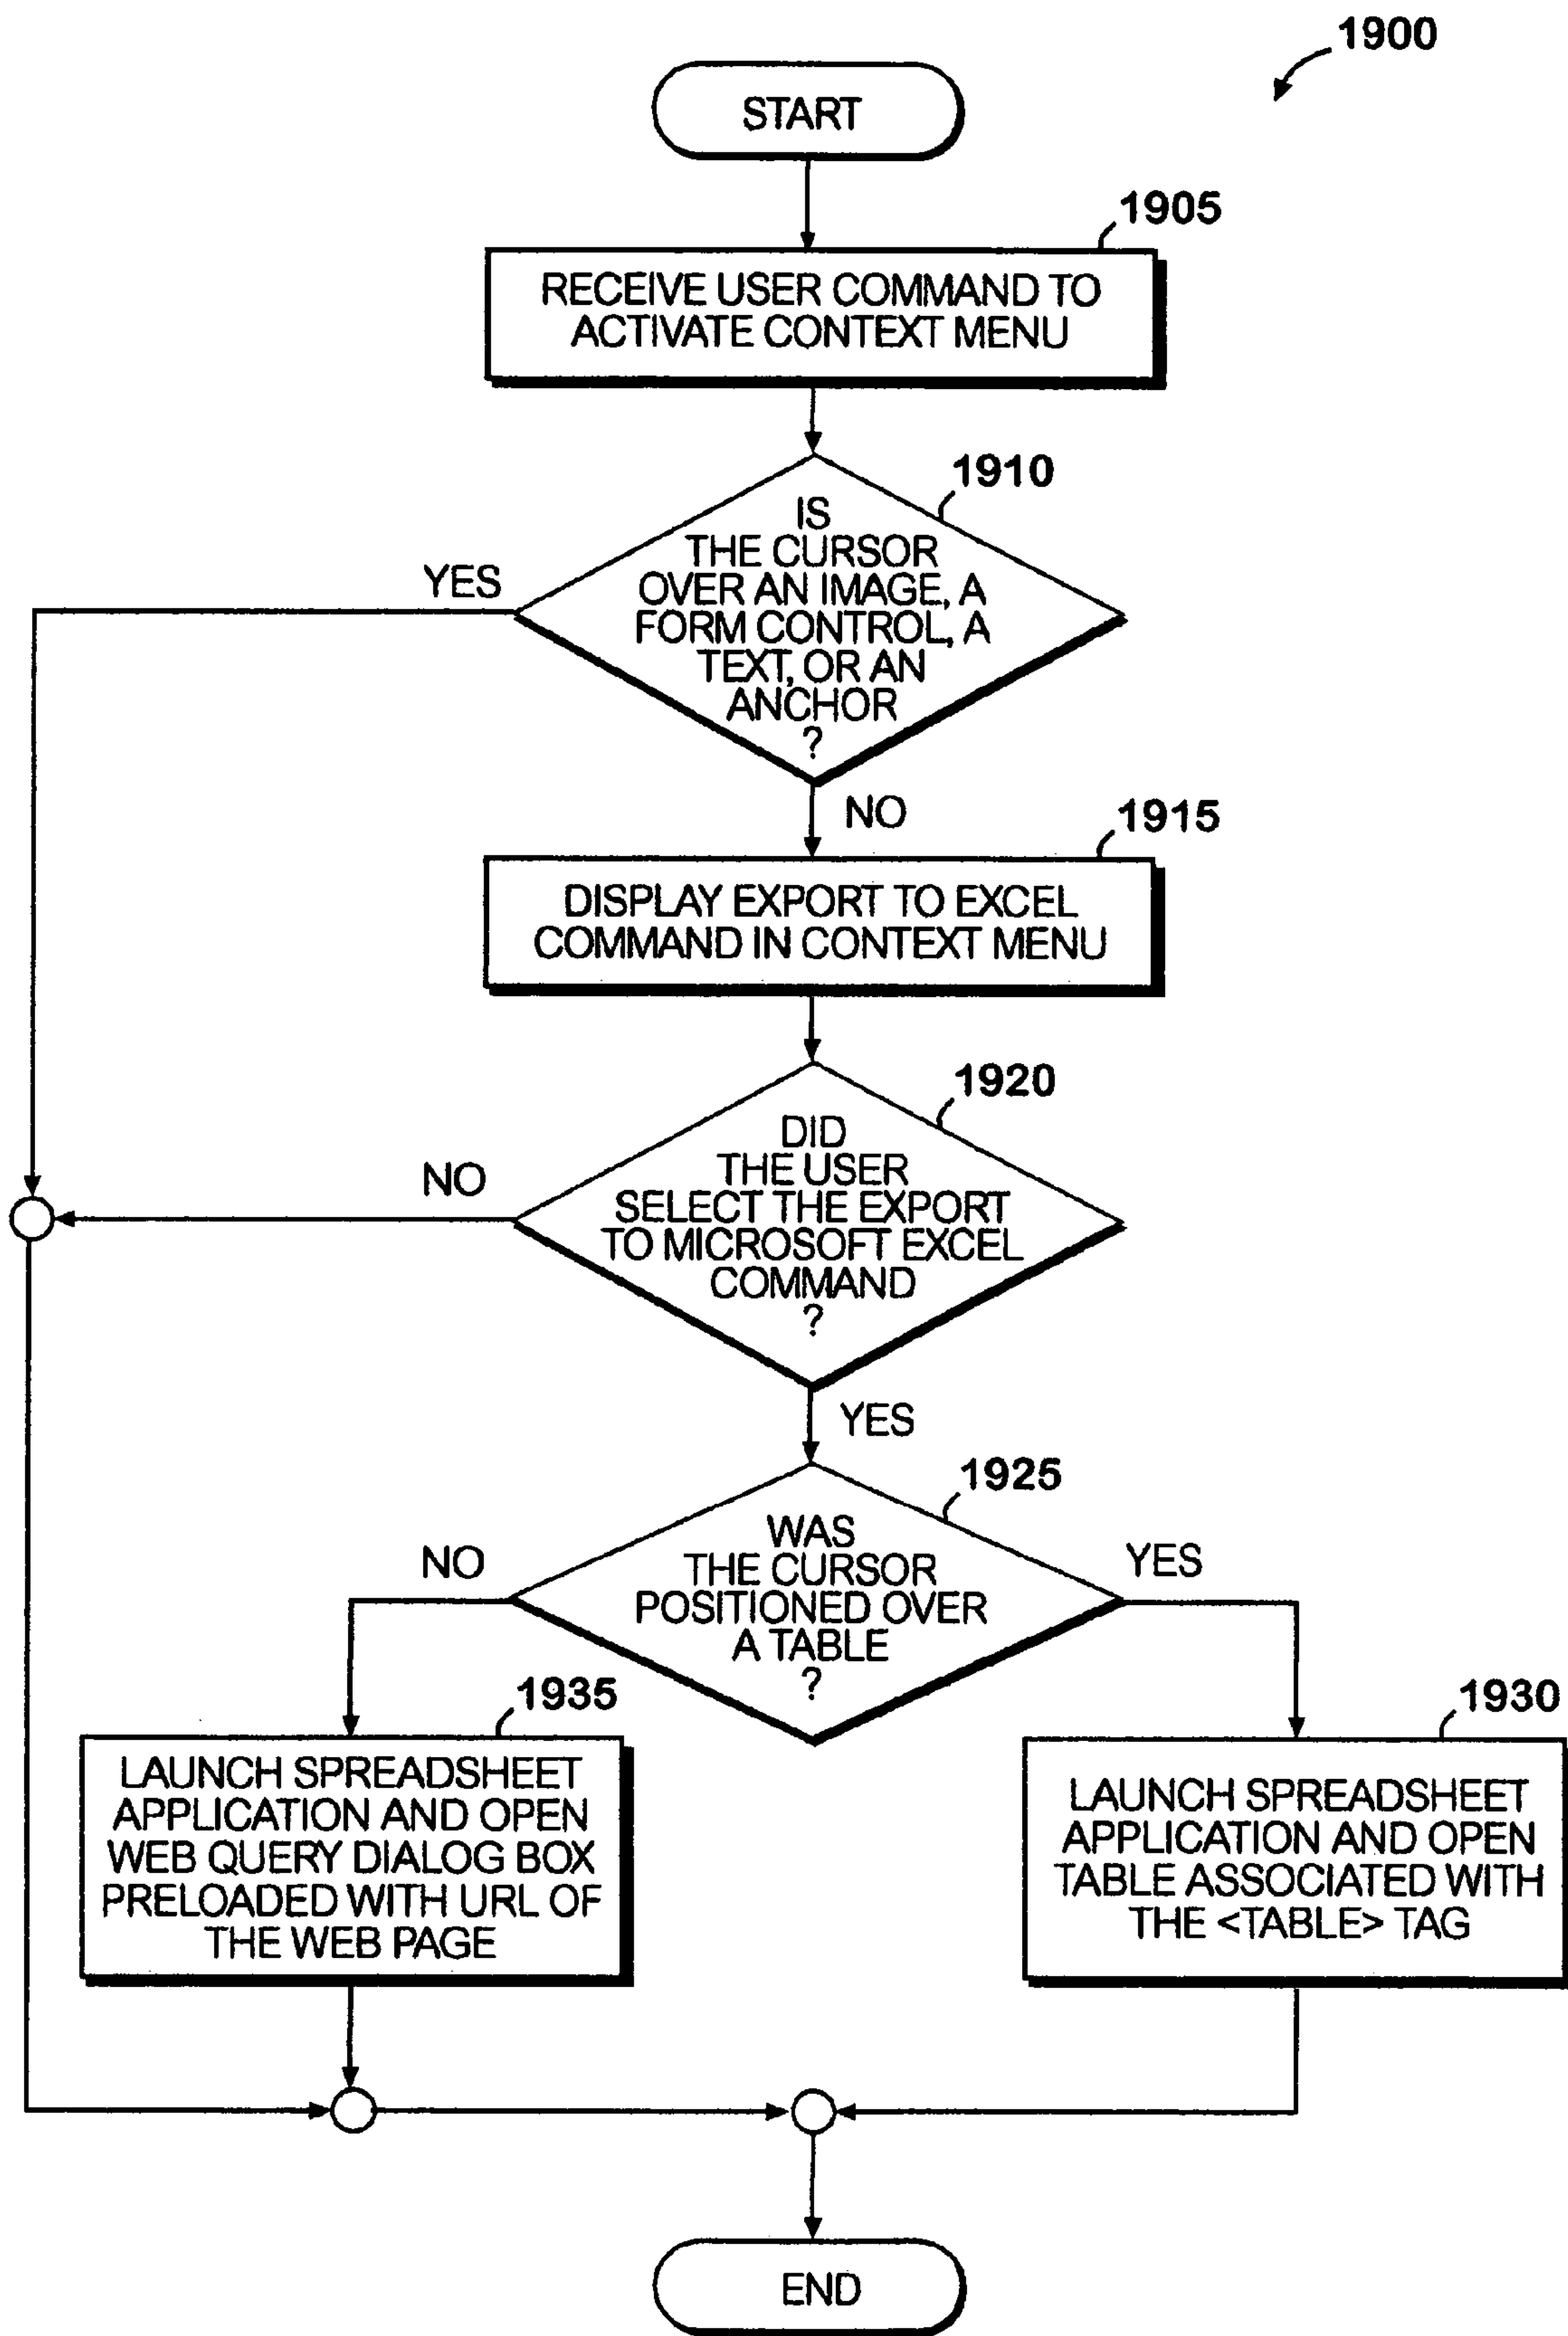 1900
START
1905
RECEIVE USER COMMAND TO
ACTIVATE CONTEXT MENU
1910
IS
THE CURSOR
OVER AN IMAGE, A
FORM CONTROL, A
TEXT, OR AN
ANCHOR
?
YES
NO
1915
DISPLAY EXPORT TO EXCEL
COMMAND IN CONTEXT MENU
1920
DID
THE USER
SELECT THE EXPORT
TO MICROSOFT EXCEL
COMMAND
?
NO
YES
1925
WAS
THE CURSOR
POSITIONED OVER
A TABLE
?
NO
YES
1935
LAUNCH SPREADSHEET
APPLICATION AND OPEN
WEB QUERY DIALOG BOX
PRELOADED WITH URL OF
THE WEB PAGE
1930
LAUNCH SPREADSHEET
APPLICATION AND OPEN
TABLE ASSOCIATED WITH
THE <TABLE> TAG
END